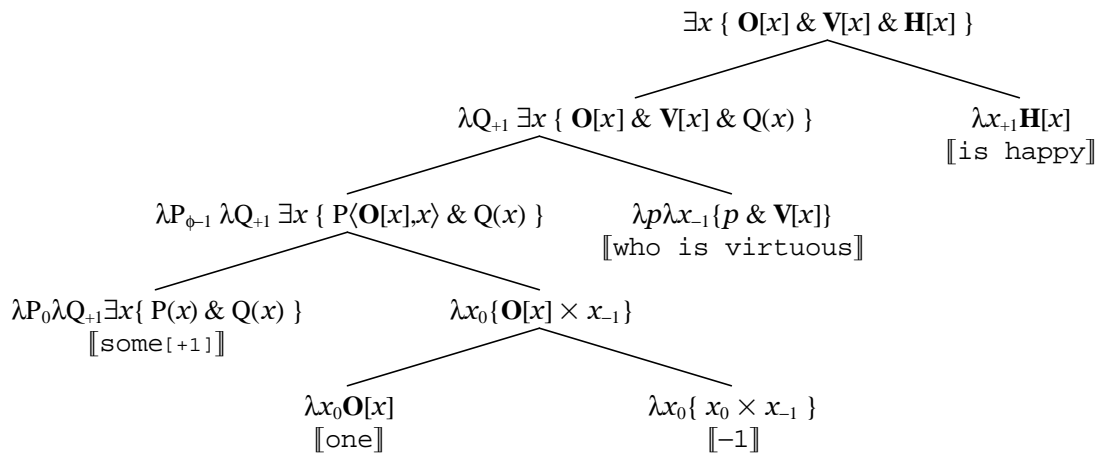 ∃x { O[x] & V[x] & H[x] }
λQ₊₁ ∃x { O[x] & V[x] & Q(x) } λx₊₁H[x]
⟦is happy⟧
λP_ϕ₋₁ λQ₊₁ ∃x { P⟨O[x],x⟩ & Q(x) } λpλx₋₁{p & V[x]}
⟦who is virtuous⟧
λP₀λQ₊₁∃x{ P(x) & Q(x) } λx₀{O[x] × x₋₁}
⟦some[+1]⟧
λx₀O[x] λx₀{ x₀ × x₋₁ }
⟦one⟧ ⟦−1⟧